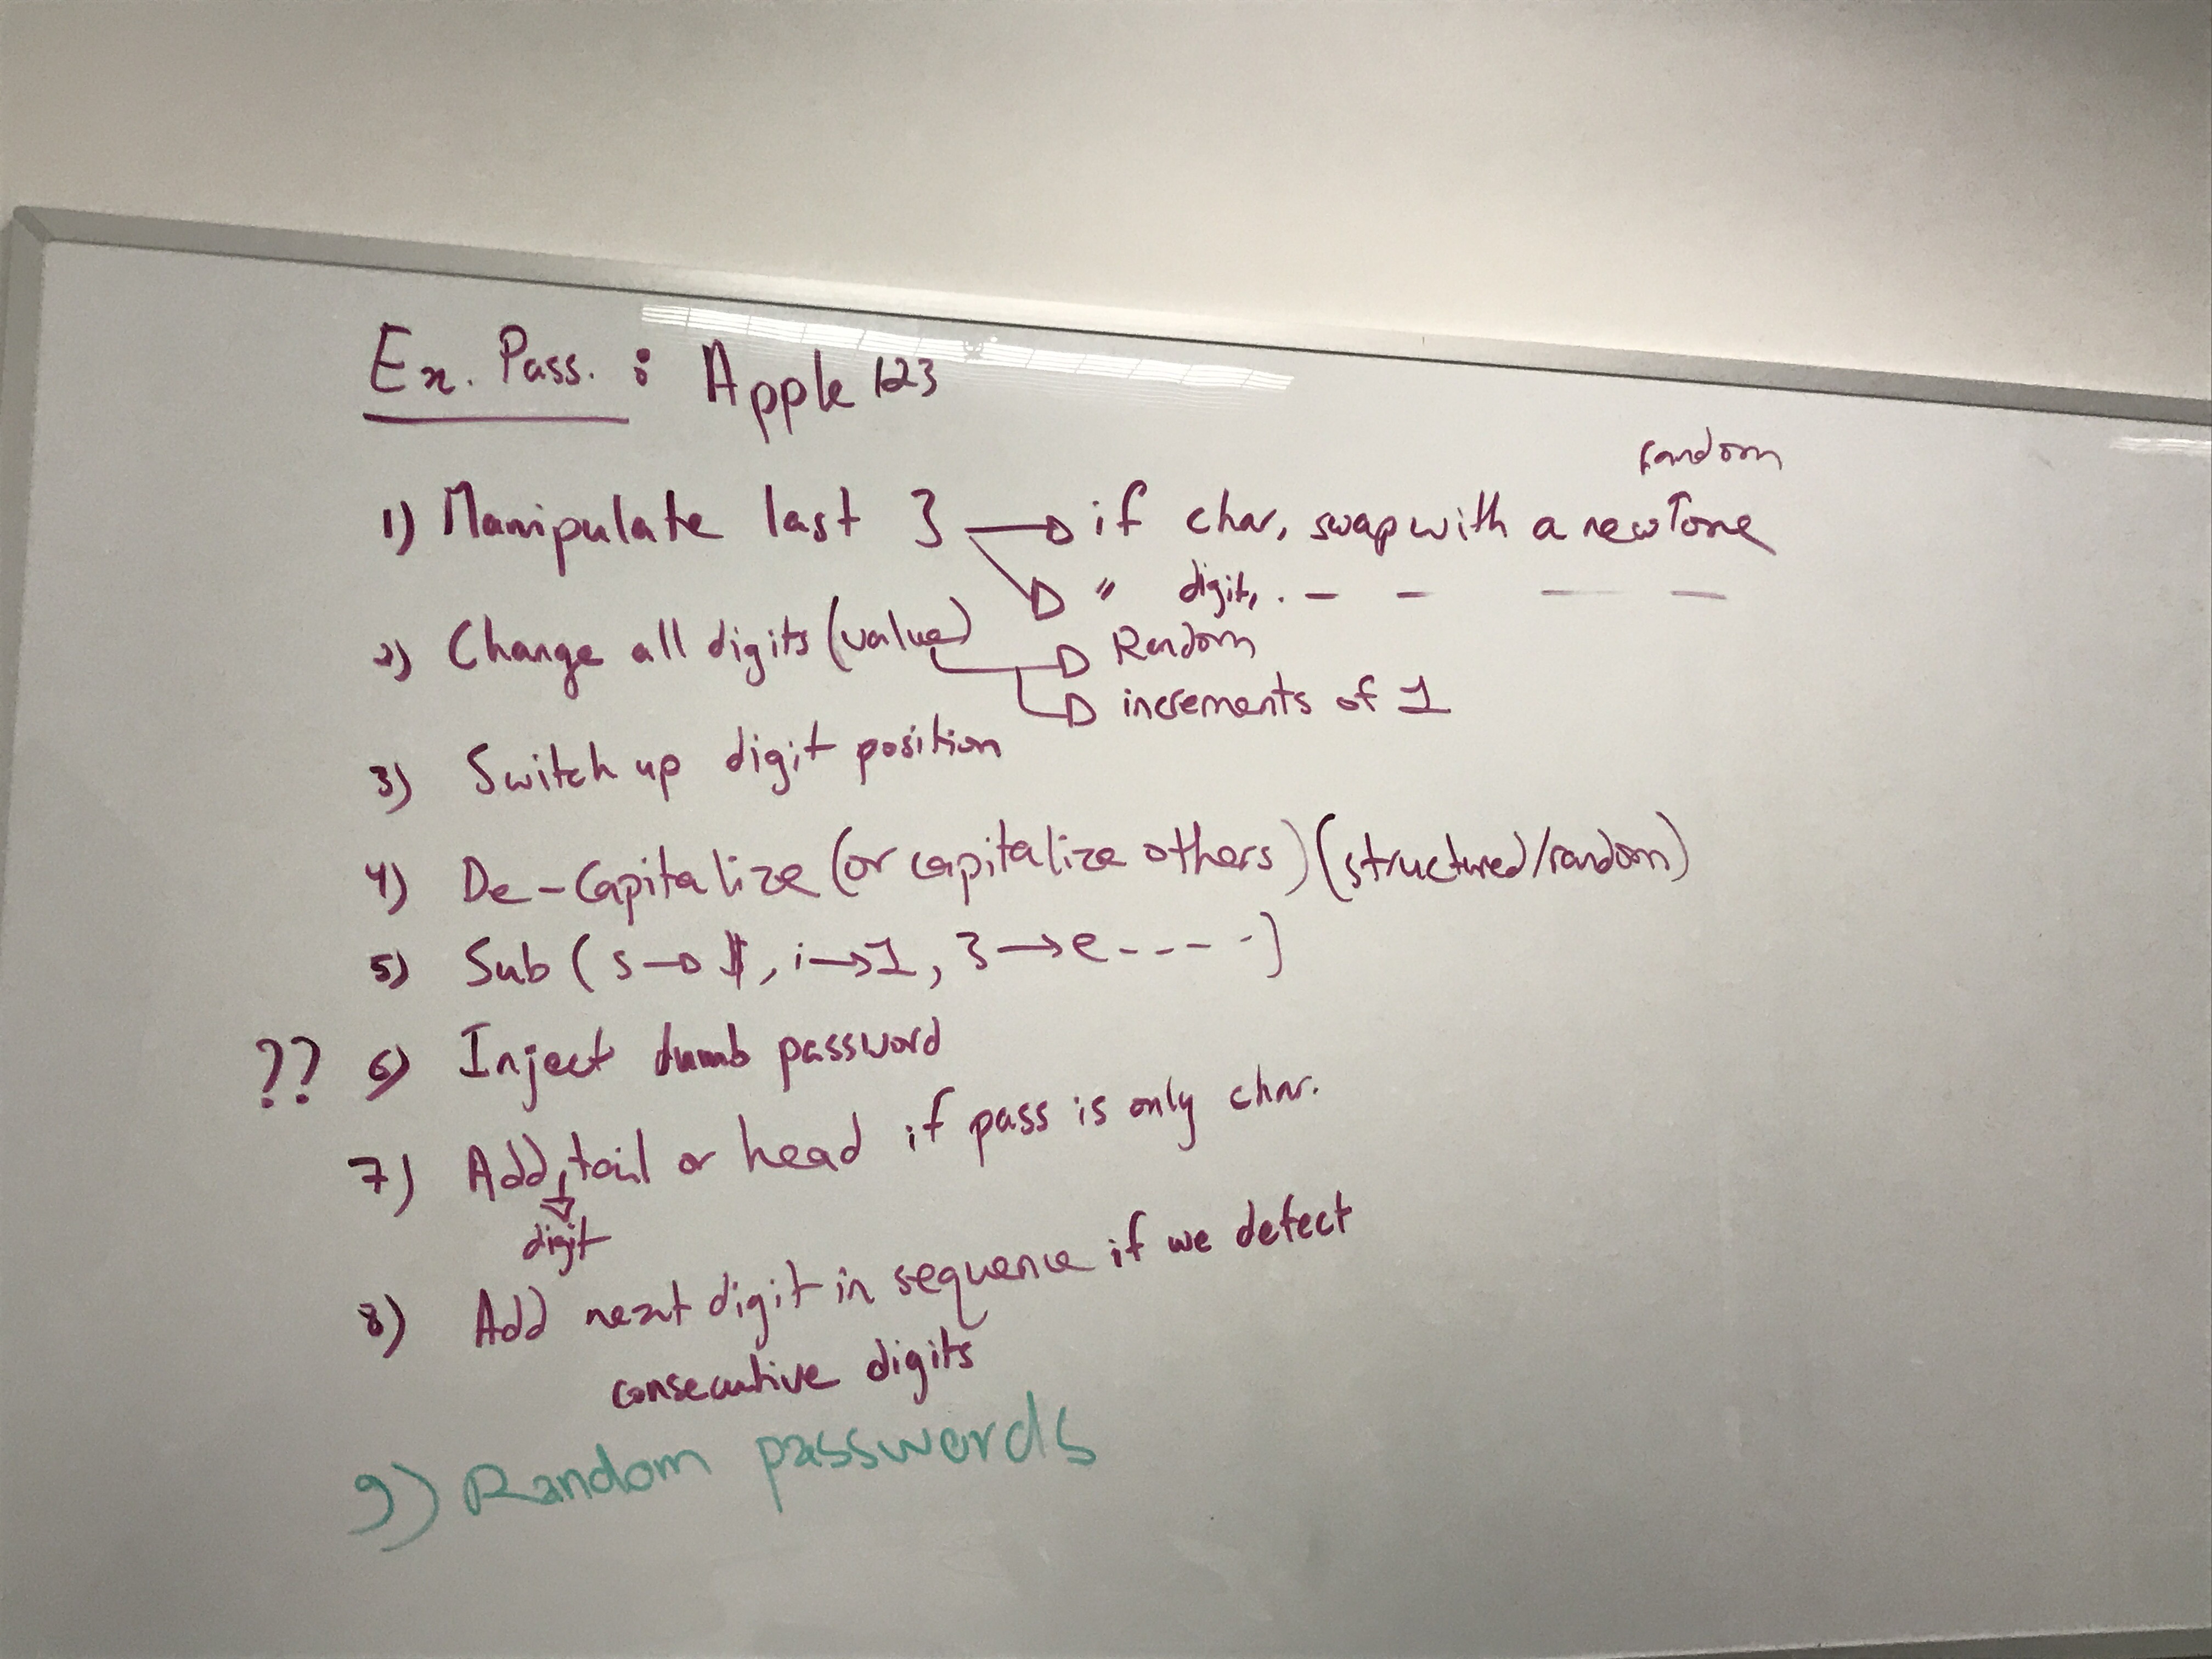 Ex. Pass. : Apple 123
random
1) Manipulate last 3 → if char, swap with a new one
→ " digit, . – – — —
2) Change all digits (value) → Random
→ increments of 1
3) Switch up digit position
4) De-Capitalize (or capitalize others) (structured/random)
5) Sub ( s → $, i → 1, 3 → e - - - - )
?? 6) Inject dumb password
7) Add tail or head if pass is only char.
digit
8) Add next digit in sequence if we detect
consecutive digits
9) Random passwords